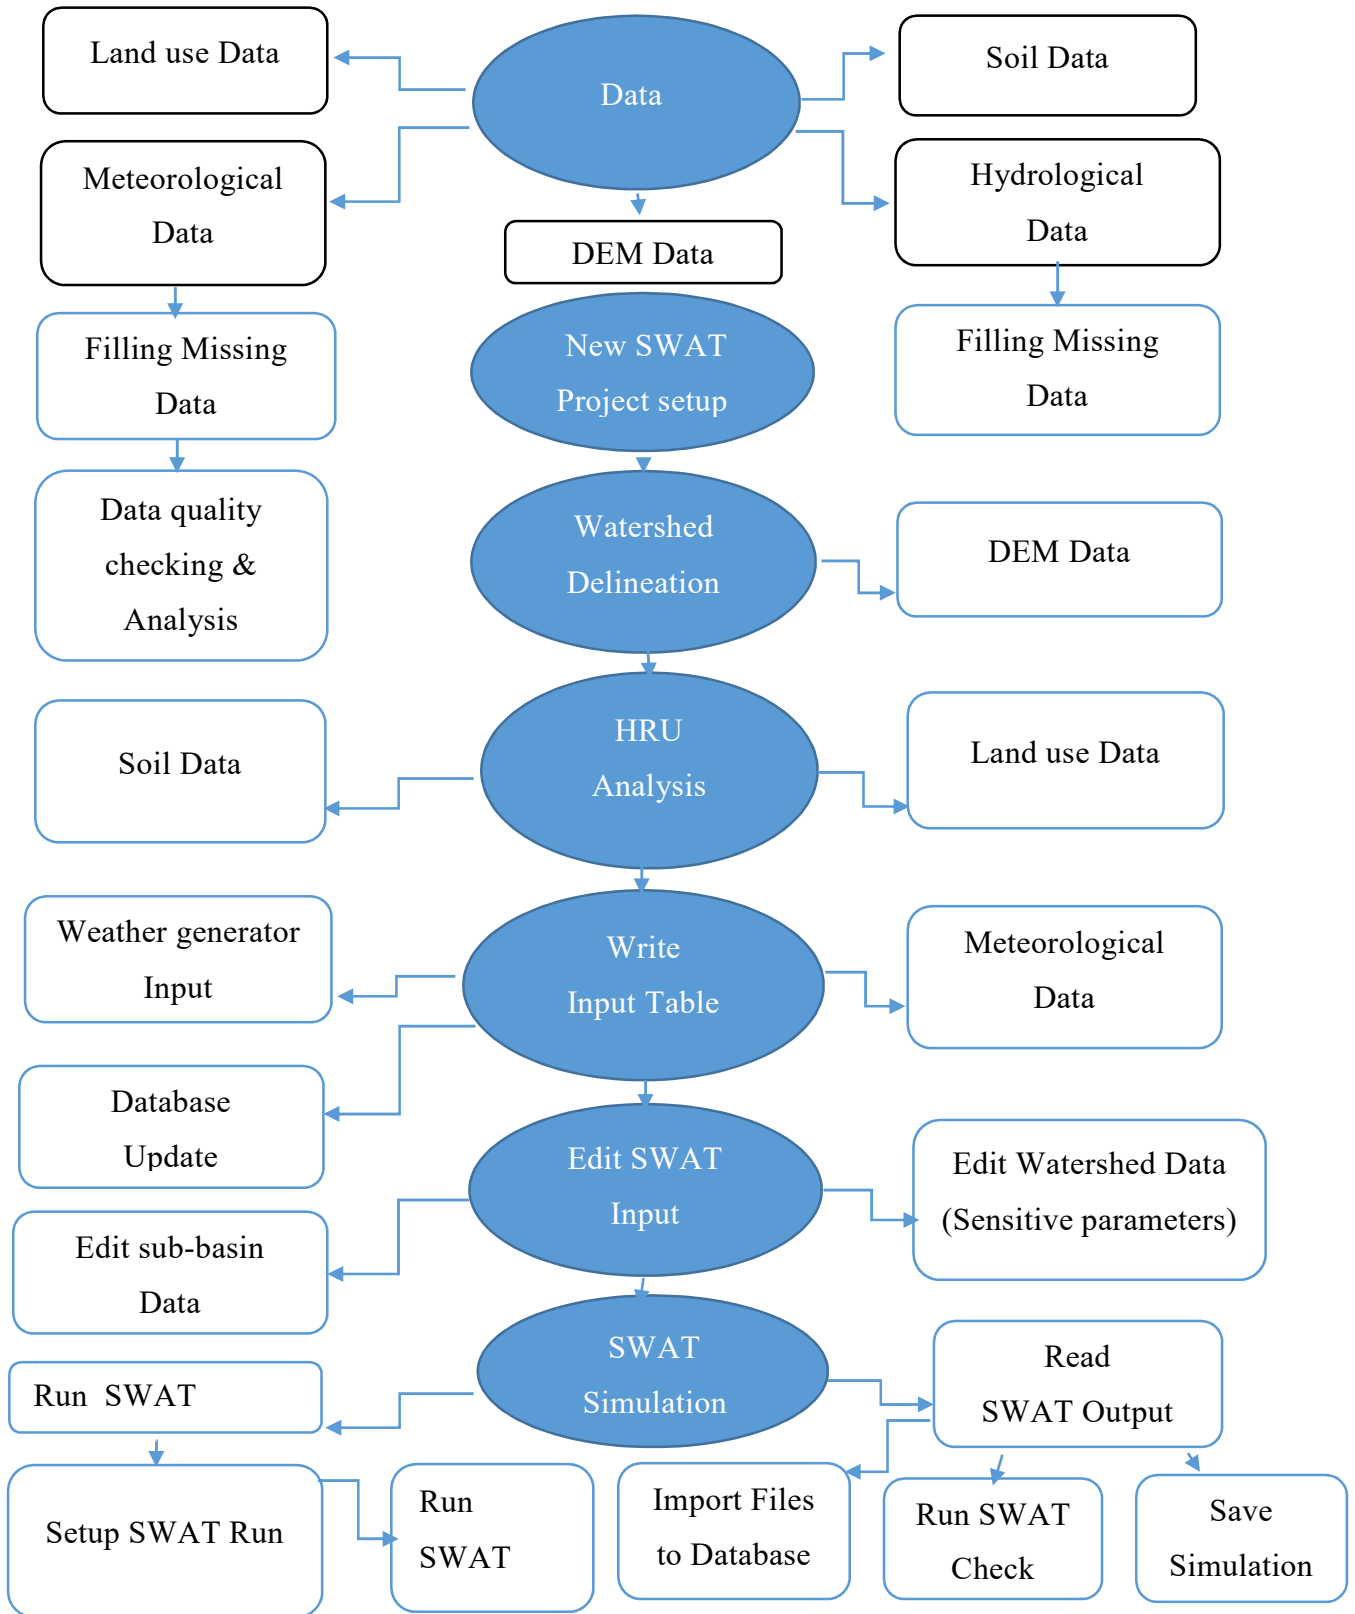 Land use Data
Data
Soil Data
Meteorological
Data
DEM Data
Hydrological
Data
Filling Missing
Data
New SWAT
Project setup
Filling Missing
Data
Data quality
checking &
Analysis
Watershed
Delineation
DEM Data
Soil Data
HRU
Analysis
Land use Data
Weather generator
Input
Write
Input Table
Meteorological
Data
Database
Update
Edit SWAT
Input
Edit Watershed Data
(Sensitive parameters)
Edit sub-basin
Data
SWAT
Simulation
Read
SWAT Output
Run SWAT
Setup SWAT Run
Run
SWAT
Import Files
to Database
Run SWAT
Check
Save
Simulation